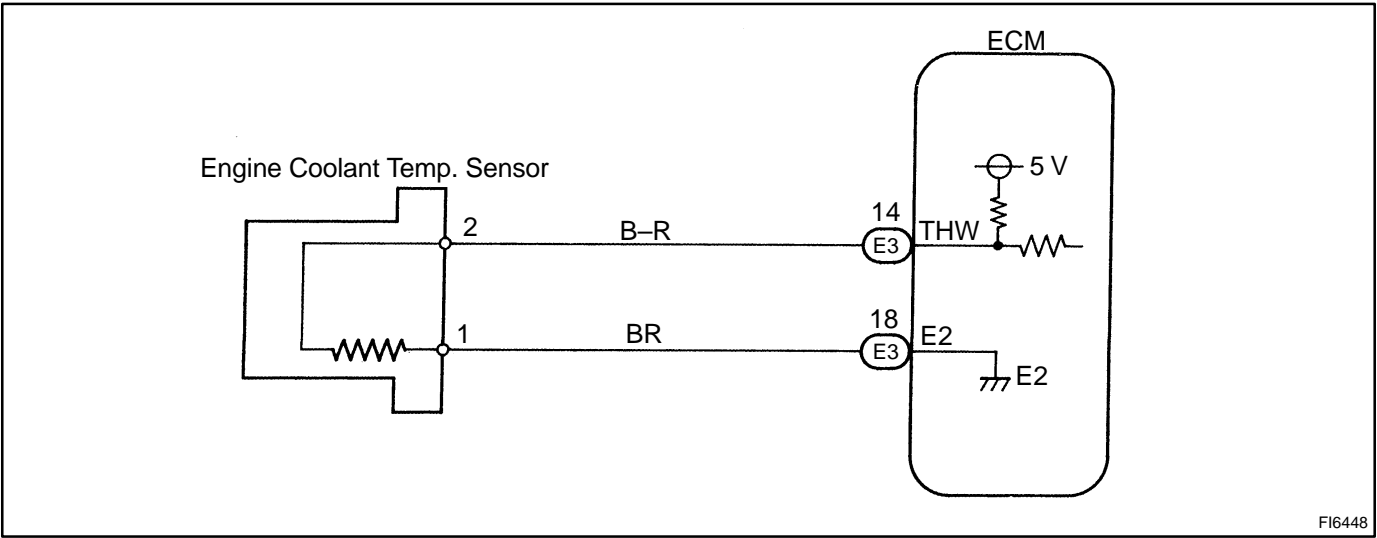 ECM
Engine Coolant Temp. Sensor
5 V
2
B–R
14
E3
THW
1
BR
18
E3
E2
E2
FI6448